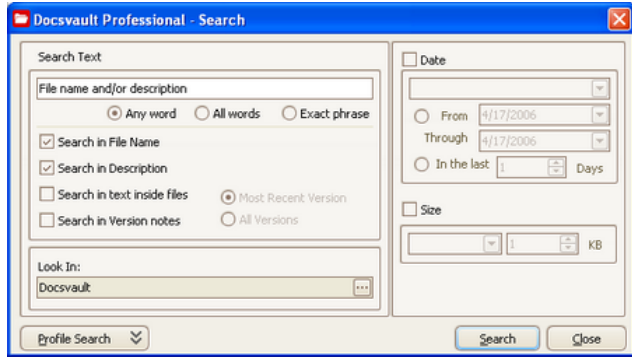 Docsvault Professional - Search
Search Text
File name and/or description
Any word All words Exact phrase
Search in File Name
Search in Description
Search in text inside files
Most Recent Version
Search in Version notes
All Versions
Look In:
Docsvault
...
Profile Search
Date
From 4/17/2006
Through 4/17/2006
In the last 1 Days
Size
1 KB
Search
Close